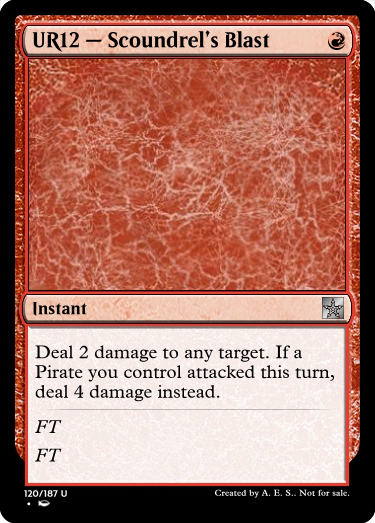 UR12 — Scoundrel's Blast
Instant
Deal 2 damage to any target. If a
Pirate you control attacked this turn,
deal 4 damage instead.
FT
FT
120/187 U
Created by A. E. S.. Not for sale.